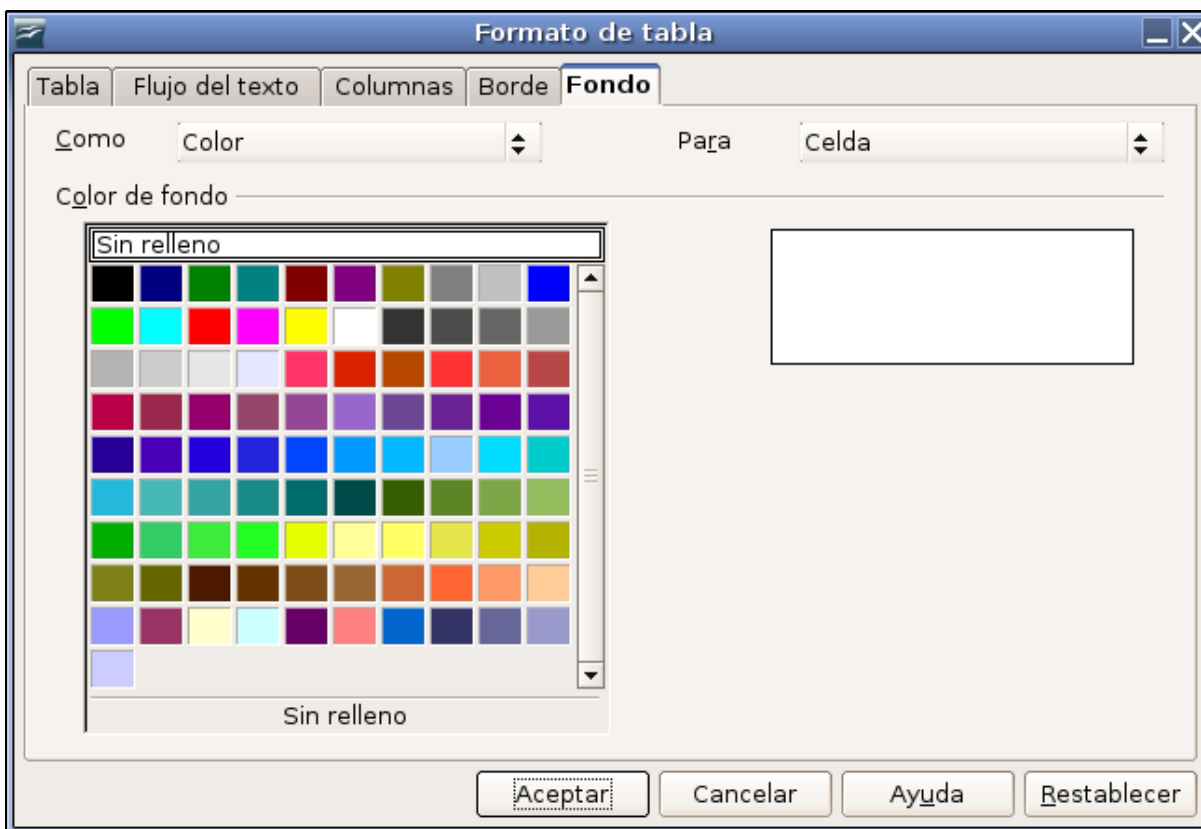 Formato de tabla
Tabla Flujo del texto Columnas Borde Fondo
Como Color Para Celda
Color de fondo
Sin relleno
Sin relleno
Aceptar Cancelar Ayuda Restablecer